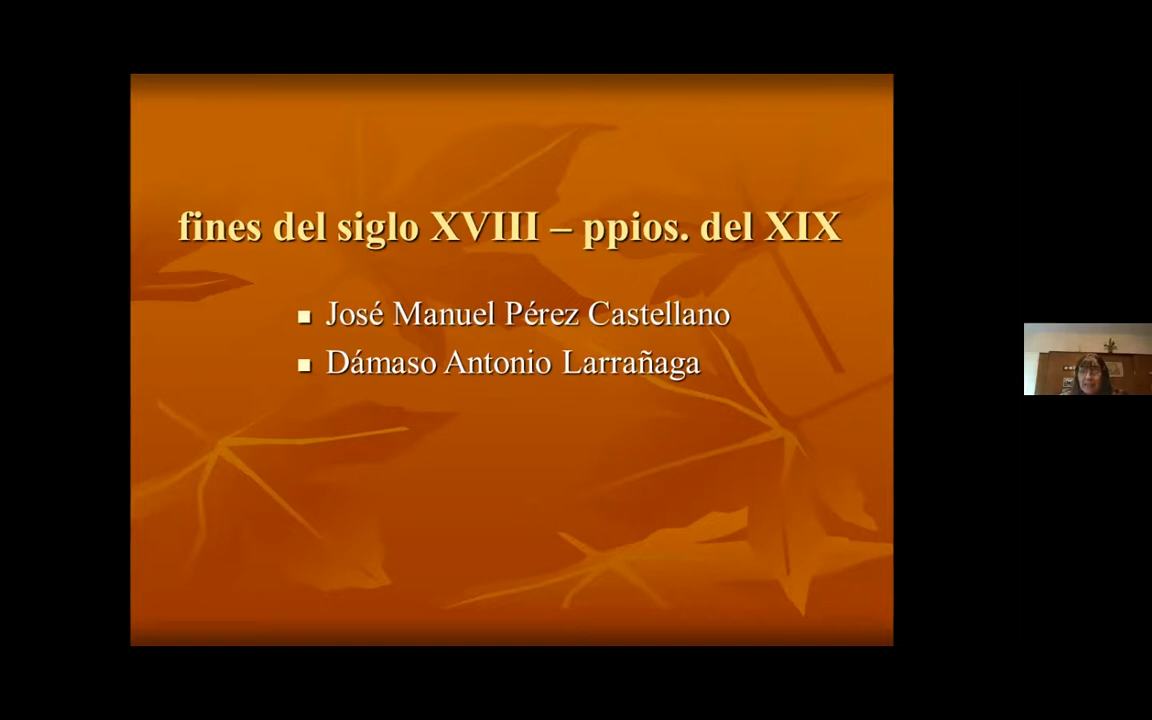 fines del siglo XVIII – ppios. del XIX
José Manuel Pérez Castellano
Dámaso Antonio Larrañaga